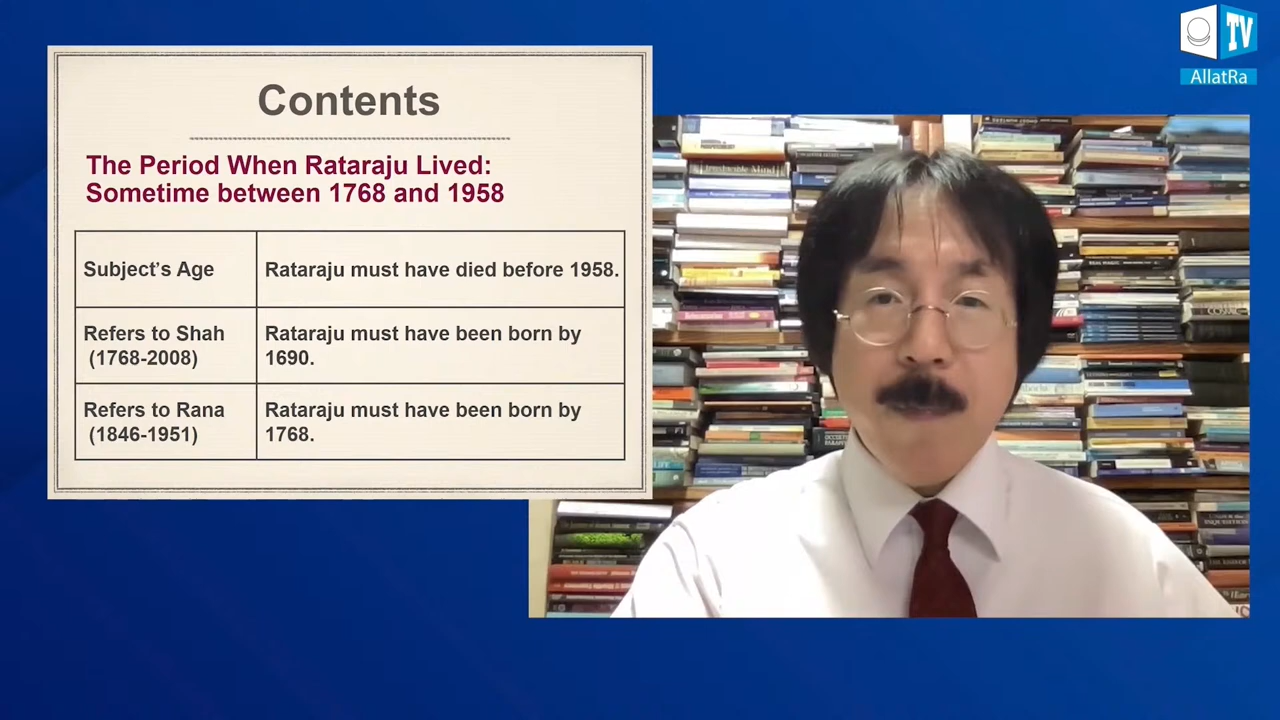 TV
AllatRa
Contents
The Period When Rataraju Lived:
Sometime between 1768 and 1958
Subject's Age
Rataraju must have died before 1958.
Refers to Shah
(1768-2008)
Rataraju must have been born by
1690.
Refers to Rana
(1846-1951)
Rataraju must have been born by
1768.
Irreducible Mind